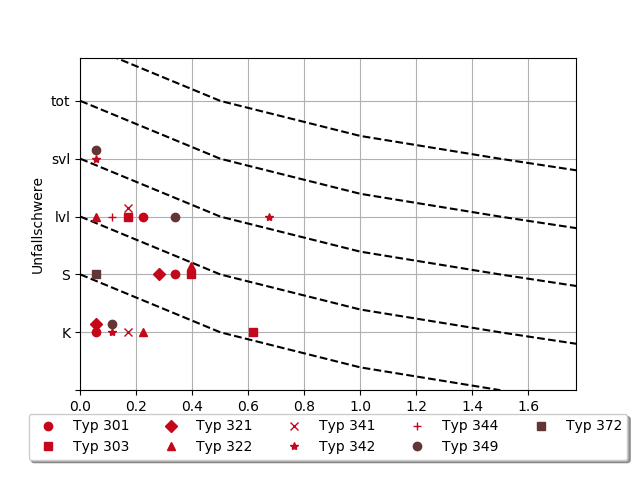 tot
svl
lvl
S
K
Unfallschwere
0.0 0.2 0.4 0.6 0.8 1.0 1.2 1.4 1.6
Typ 301 Typ 321 Typ 341 Typ 344 Typ 372
Typ 303 Typ 322 Typ 342 Typ 349